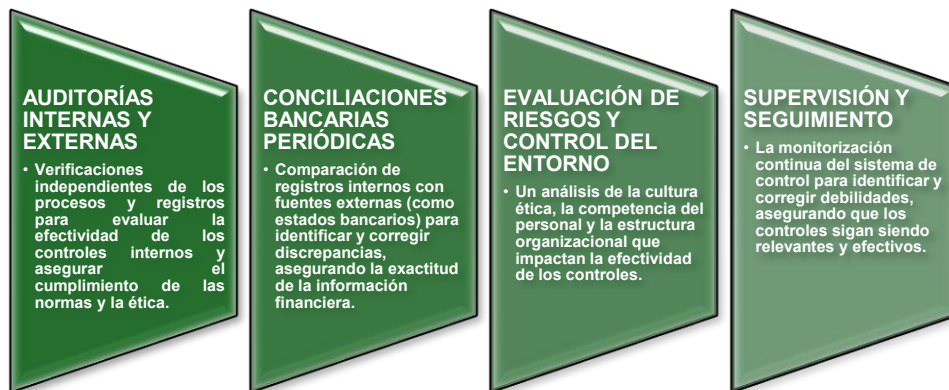 AUDITORÍAS
INTERNAS Y
EXTERNAS
• Verificaciones
independientes de los
procesos y registros
para evaluar la
efectividad de los
controles internos y
asegurar el
cumplimiento de las
normas y la ética.
CONCILIACIONES
BANCARIAS
PERIÓDICAS
• Comparación de
registros internos con
fuentes externas (como
estados bancarios) para
identificar y corregir
discrepancias,
asegurando la exactitud
de la información
financiera.
EVALUACIÓN DE
RIESGOS Y
CONTROL DEL
ENTORNO
• Un análisis de la cultura
ética, la competencia del
personal y la estructura
organizacional que
impactan la efectividad
de los controles.
SUPERVISIÓN Y
SEGUIMIENTO
• La monitorización
continua del sistema de
control para identificar y
corregir debilidades,
asegurando que los
controles sigan siendo
relevantes y efectivos.